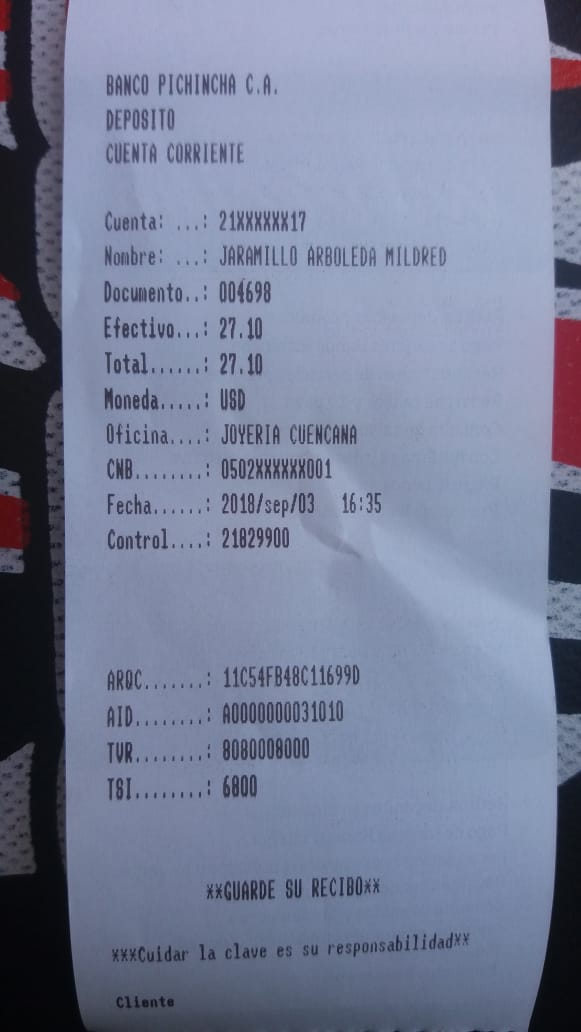 BANCO PICHINCHA C.A.
DEPOSITO
CUENTA CORRIENTE
Cuenta: ...: 21XXXXXX17
Nombre: ...: JARAMILLO ARBOLEDA MILDRED
Documento..: 004698
Efectivo...: 27.10
Total......: 27.10
Moneda.....: USD
Oficina....: JOYERIA CUENCANA
CNB........: 0502XXXXXX001
Fecha......: 2018/sep/03 16:35
Control....: 21829900
ARQC.......: 11C54FB48C11699D
AID........: A0000000031010
TVR........: 8080008000
TSI........: 6800
**GUARDE SU RECIBO**
***Cuidar la clave es su responsabilidad**
Cliente